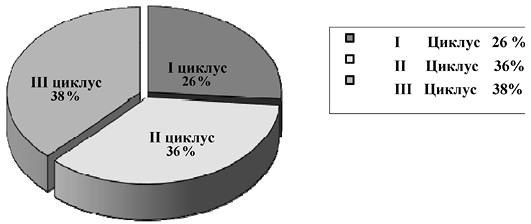 I циклус
26%
III циклус
38%
II циклус
36%
I Циклус 26 %
II Циклус 36%
III Циклус 38%